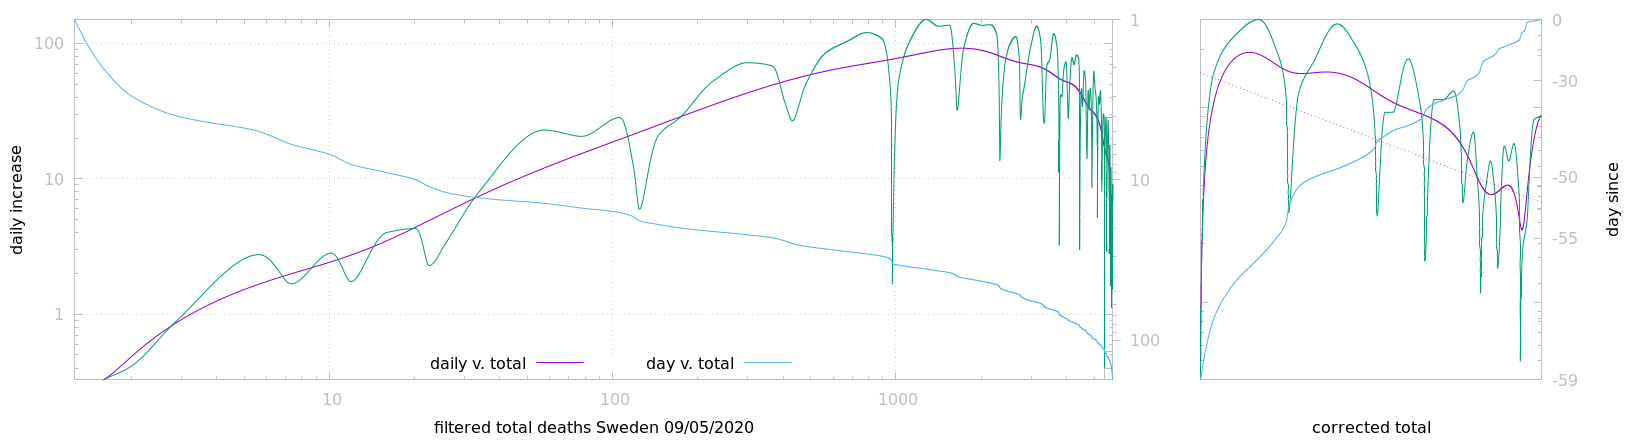 100
10
1
daily increase
10
100
1000
filtered total deaths Sweden 09/05/2020
daily v. total
day v. total
1
10
100
0
-30
-50
-55
-59
day since
corrected total